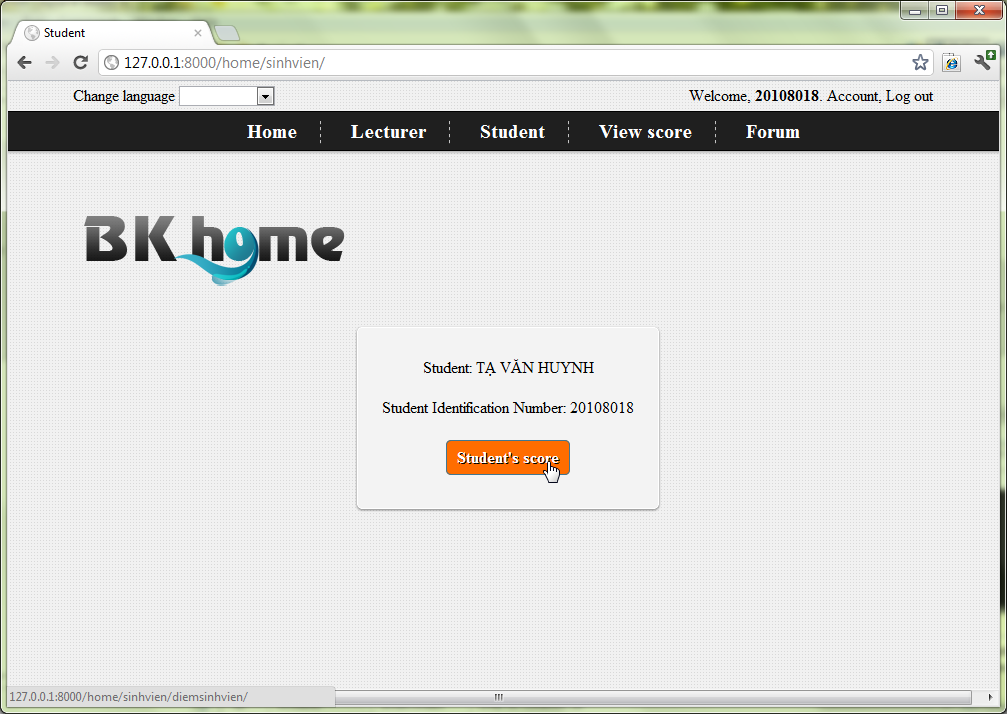 Student
127.0.0.1:8000/home/sinhvien/
Change language
Welcome, 20108018. Account, Log out
Home Lecturer Student View score Forum
BK home
Student: TẠ VĂN HUYNH
Student Identification Number: 20108018
Student's score
127.0.0.1:8000/home/sinhvien/diemsinhvien/